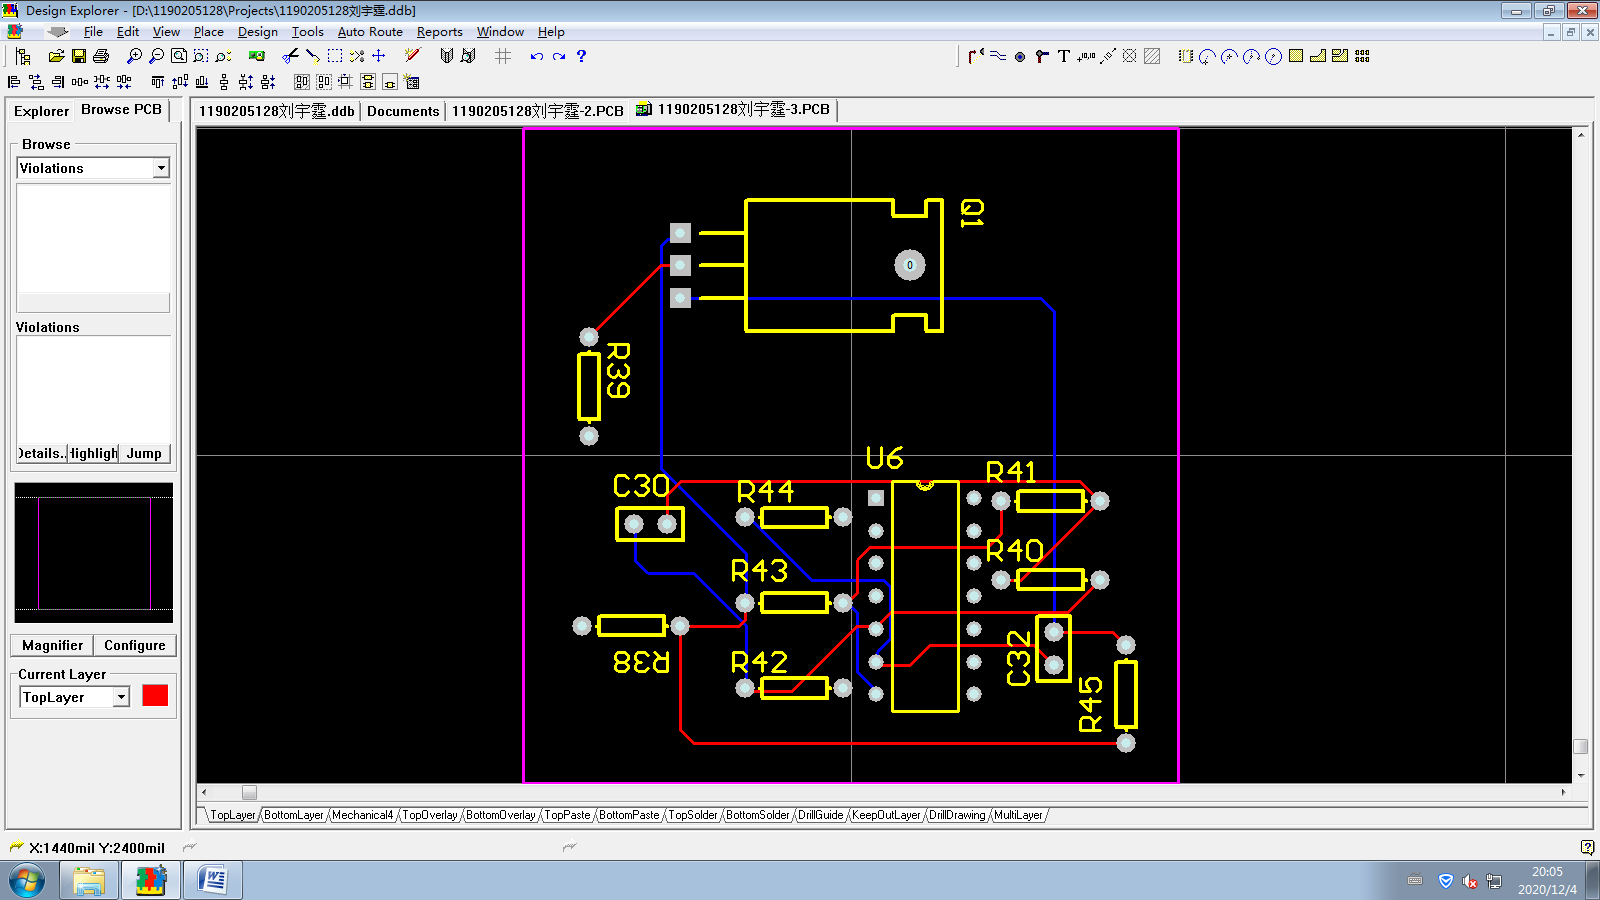 Design Explorer - [D:\1190205128\Projects\1190205128刘宇霆.ddb]
File Edit View Place Design Tools Auto Route Reports Window Help
Explorer Browse PCB
1190205128刘宇霆.ddb Documents 1190205128刘宇霆-2.PCB 1190205128刘宇霆-3.PCB
Browse
Violations
Violations
Details.. Highligh Jump
Magnifier Configure
Current Layer
TopLayer
Q1
0
R39
U6
R41
C30
R44
R40
R43
R38
R42
C32
R45
TopLayer BottomLayer Mechanical4 TopOverlay BottomOverlay TopPaste BottomPaste TopSolder BottomSolder DrillGuide KeepOutLayer DrillDrawing MultiLayer
X:1440mil Y:2400mil
20:05
2020/12/4